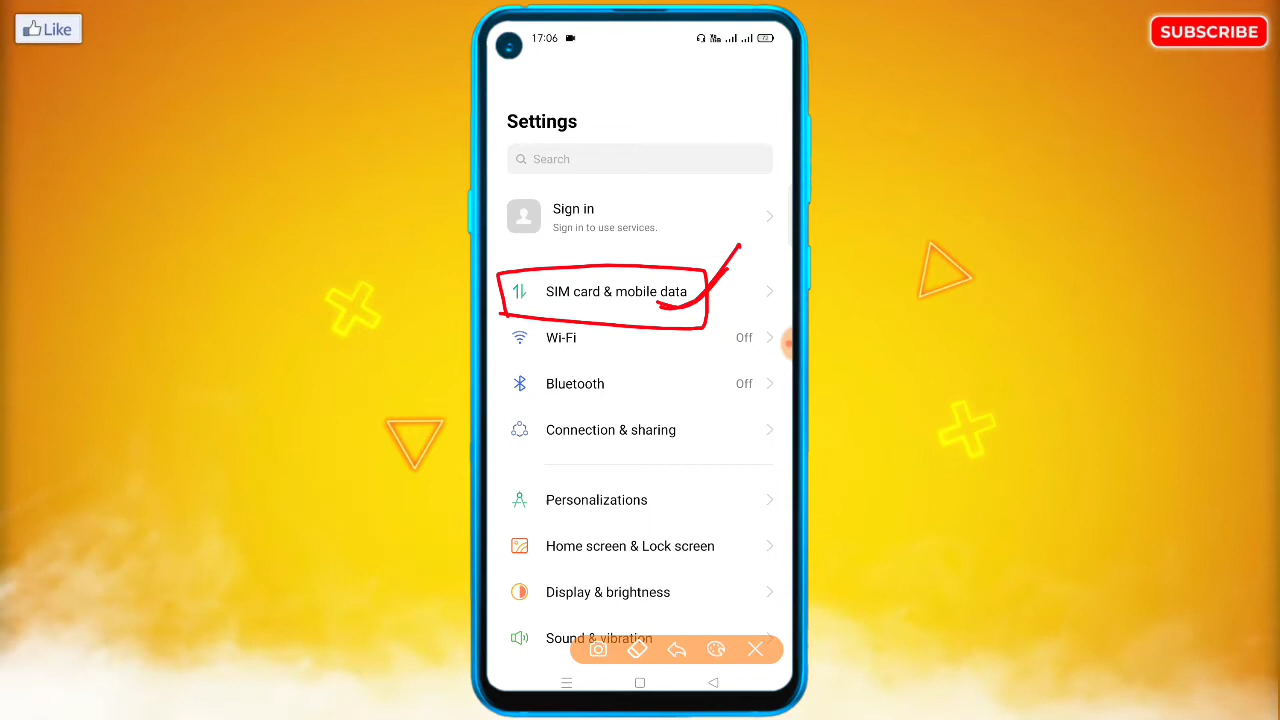 Like
SUBSCRIBE
17:06
Settings
Search
Sign in
Sign in to use services.
SIM card & mobile data
Wi-Fi Off
Bluetooth Off
Connection & sharing
Personalizations
Home screen & Lock screen
Display & brightness
Sound & vibration